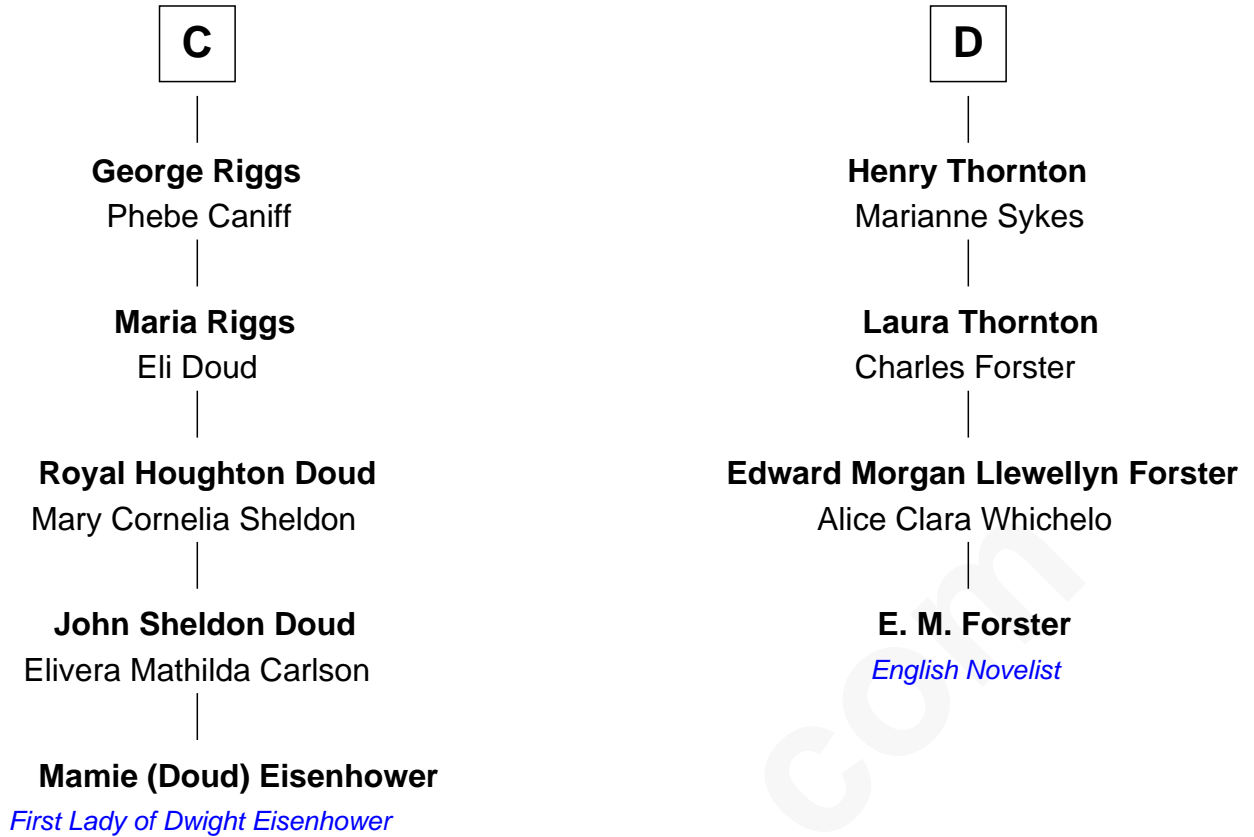 C
George Riggs
Phebe Caniff
Maria Riggs
Eli Doud
Royal Houghton Doud
Mary Cornelia Sheldon
John Sheldon Doud
Elivera Mathilda Carlson
Mamie (Doud) Eisenhower
First Lady of Dwight Eisenhower
D
Henry Thornton
Marianne Sykes
Laura Thornton
Charles Forster
Edward Morgan Llewellyn Forster
Alice Clara Whichelo
E. M. Forster
English Novelist
com